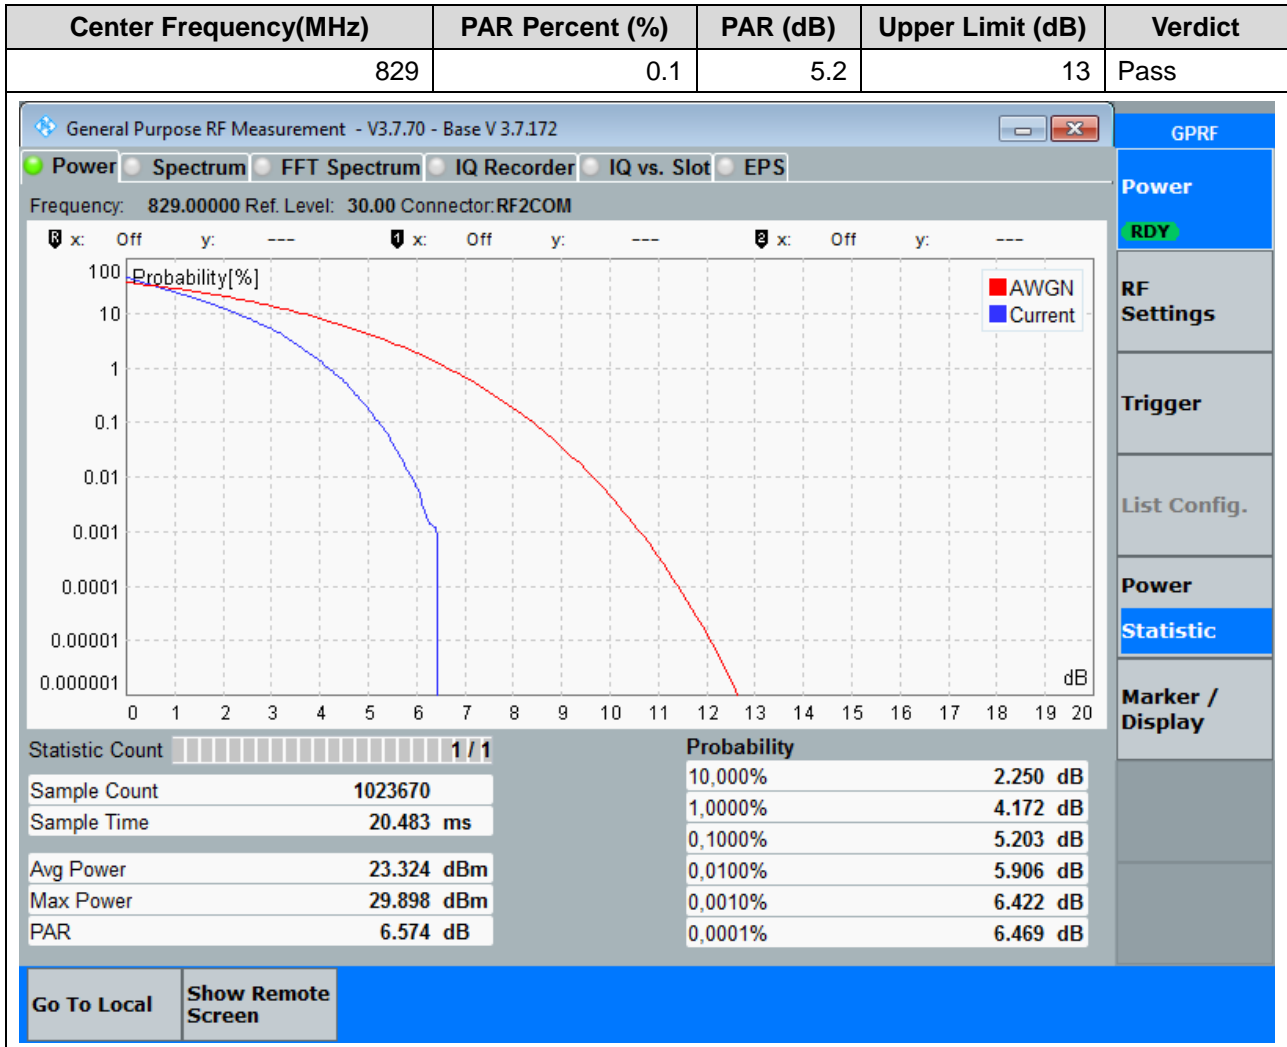 Center Frequency(MHz) PAR Percent (%) PAR (dB) Upper Limit (dB) Verdict
829 0.1 5.2 13 Pass
General Purpose RF Measurement - V3.7.70 - Base V 3.7.172
GPRF
Power Spectrum FFT Spectrum IQ Recorder IQ vs. Slot EPS
Frequency: 829.00000 Ref. Level: 30.00 Connector:RF2COM
R x: Off y: --- 1 x: Off y: --- 2 x: Off y: ---
Probability[%]
AWGN
Current
100
10
1
0.1
0.01
0.001
0.0001
0.00001
0.000001
dB
0 1 2 3 4 5 6 7 8 9 10 11 12 13 14 15 16 17 18 19 20
Statistic Count 1 / 1
Sample Count 1023670
Sample Time 20.483 ms
Avg Power 23.324 dBm
Max Power 29.898 dBm
PAR 6.574 dB
Probability
10,000% 2.250 dB
1,0000% 4.172 dB
0,1000% 5.203 dB
0,0100% 5.906 dB
0,0010% 6.422 dB
0,0001% 6.469 dB
Power
RDY
RF
Settings
Trigger
List Config.
Power
Statistic
Marker /
Display
Go To Local
Show Remote
Screen